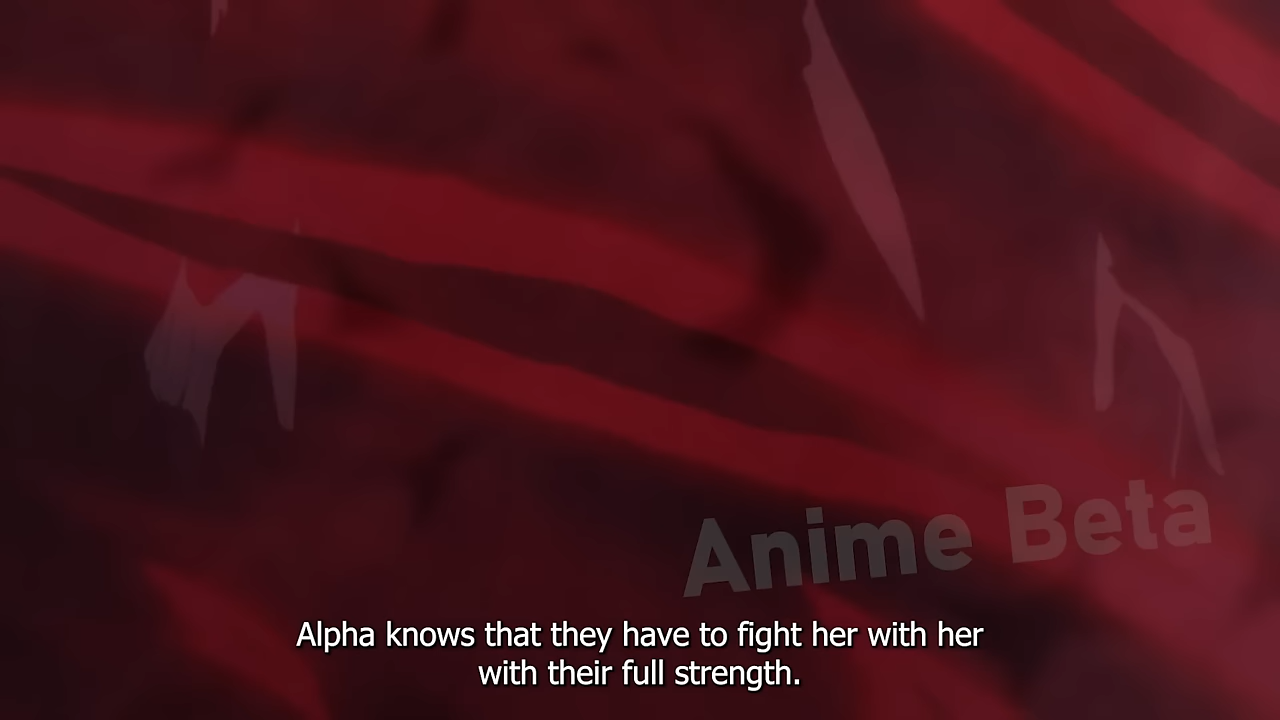 Anime Beta
Alpha knows that they have to fight her with her
with their full strength.